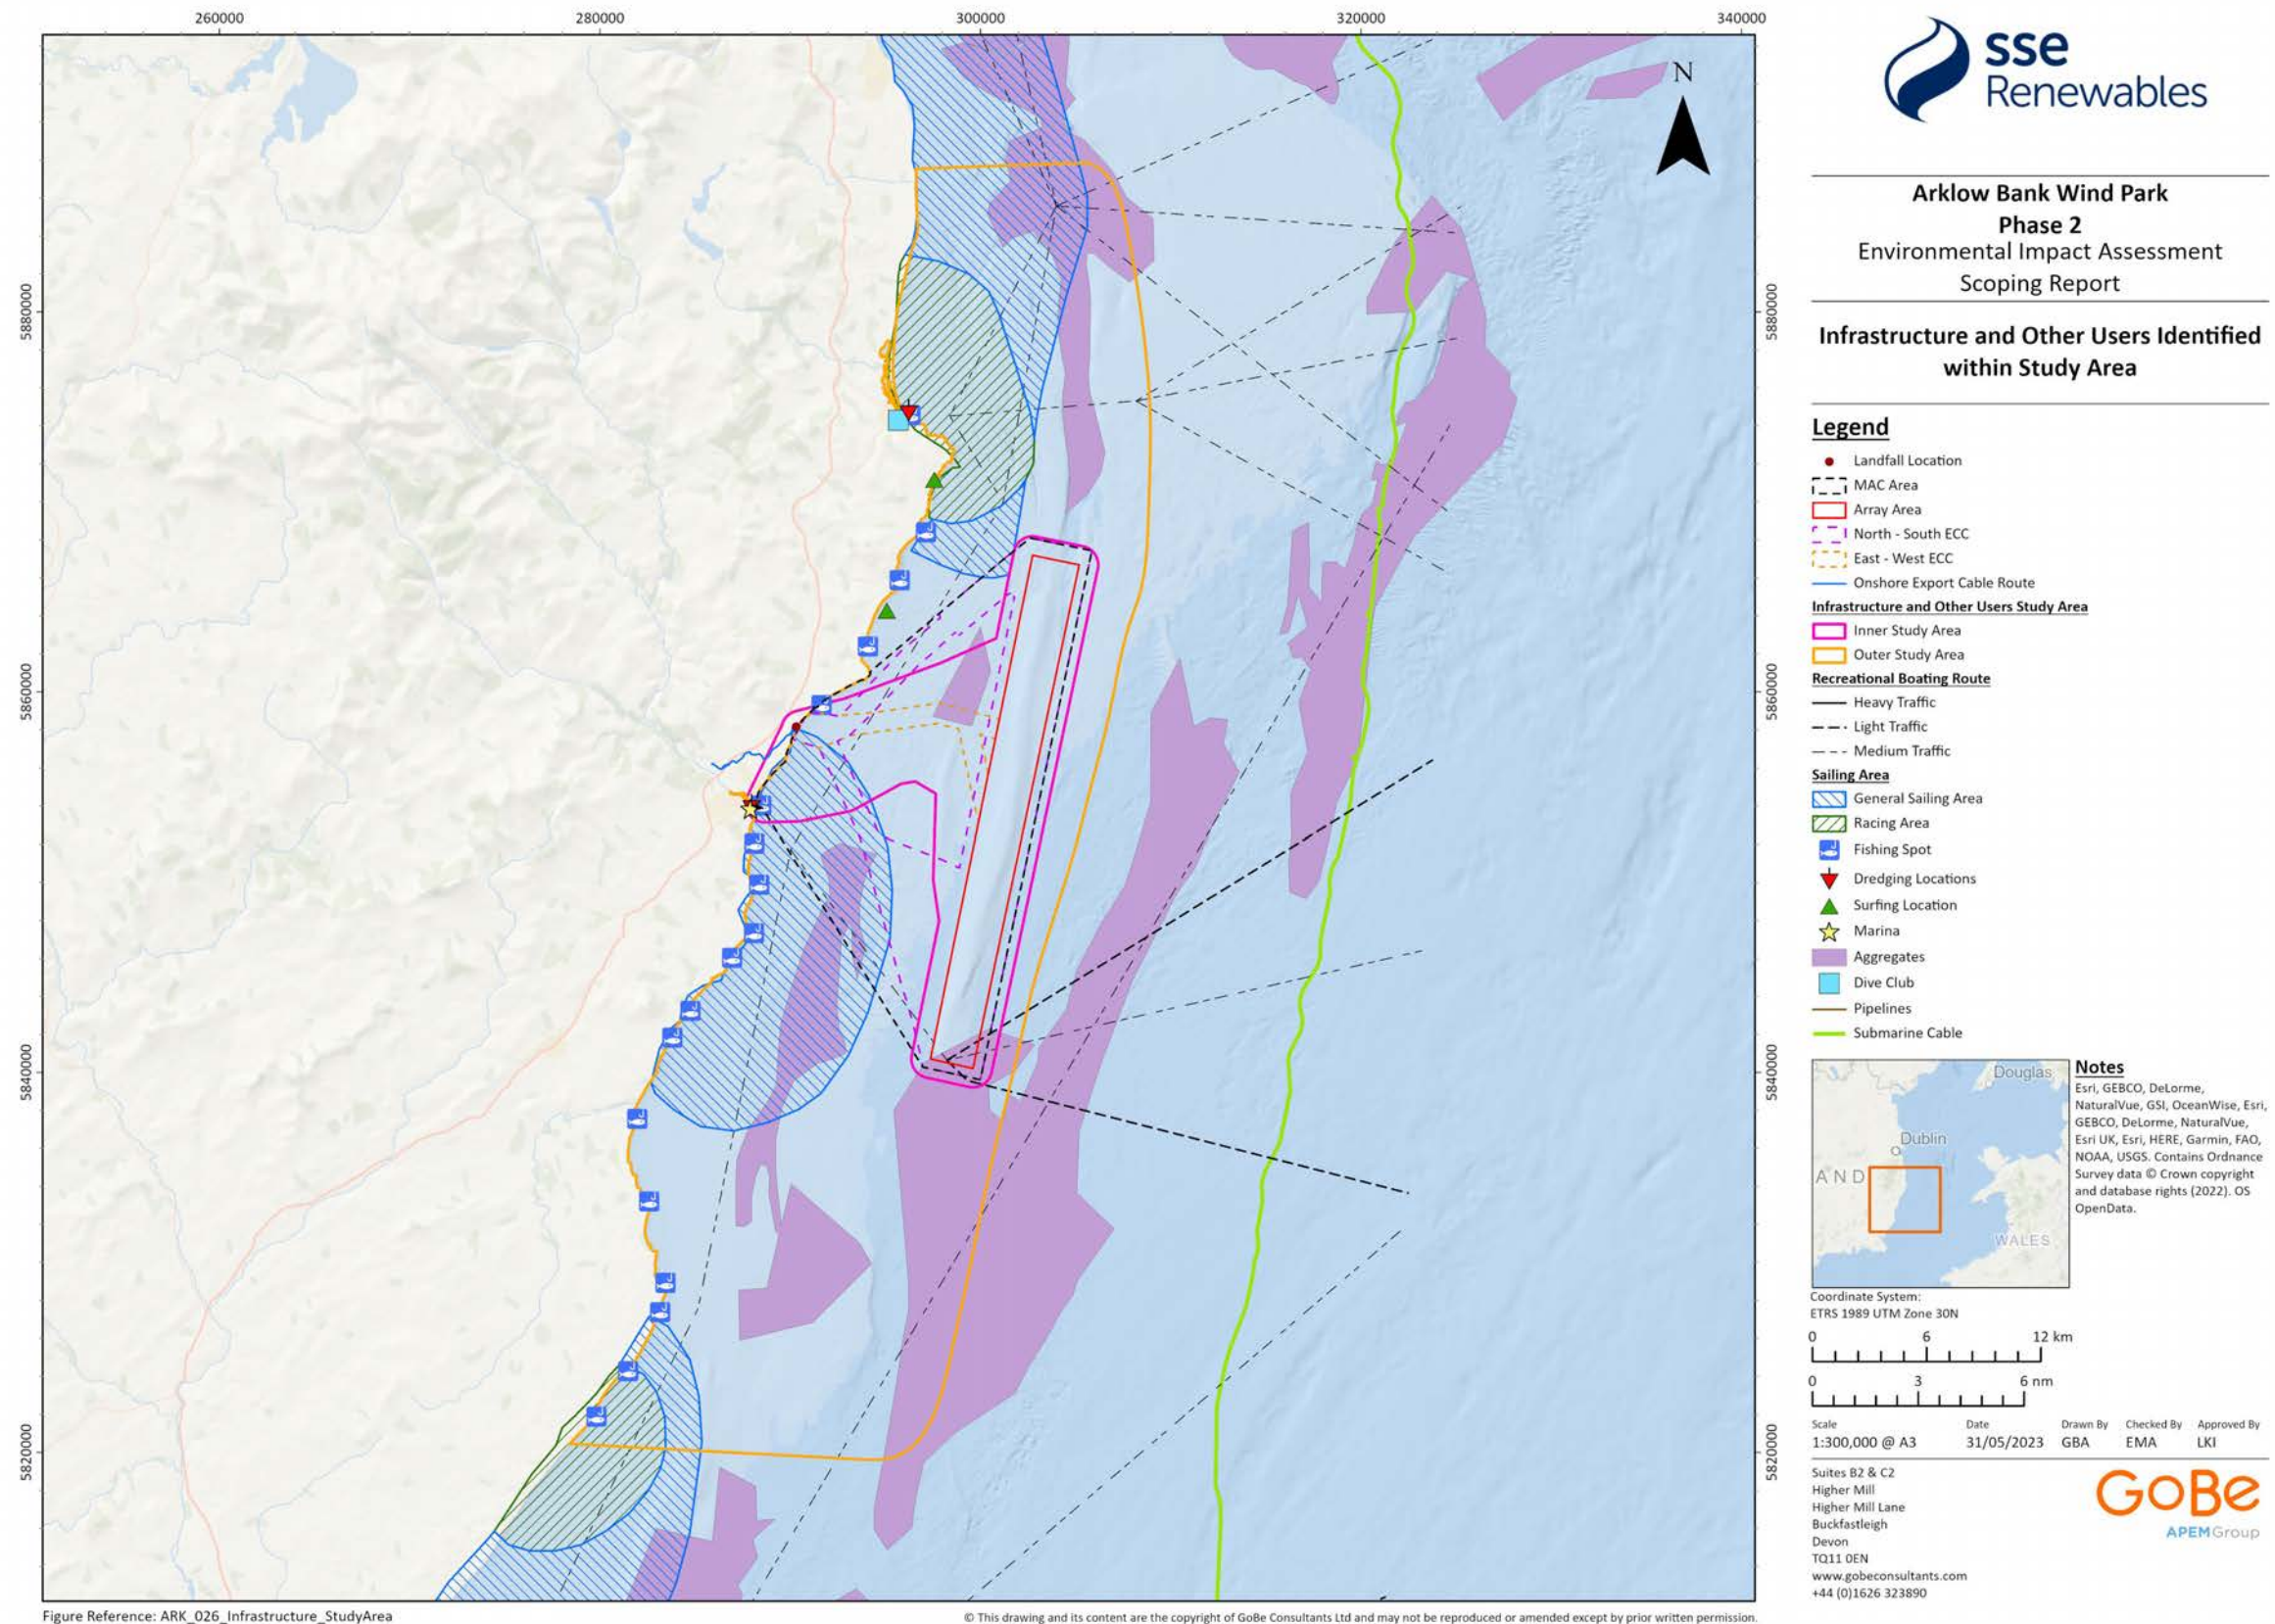 260000 280000 300000 320000 340000
5880000 5880000
5860000 5860000
5840000 5840000
5820000 5820000
N
sse
Renewables
Arklow Bank Wind Park
Phase 2
Environmental Impact Assessment
Scoping Report
Infrastructure and Other Users Identified
within Study Area
Legend
Landfall Location
MAC Area
Array Area
North - South ECC
East - West ECC
Onshore Export Cable Route
Infrastructure and Other Users Study Area
Inner Study Area
Outer Study Area
Recreational Boating Route
Heavy Traffic
Light Traffic
Medium Traffic
Sailing Area
General Sailing Area
Racing Area
Fishing Spot
Dredging Locations
Surfing Location
Marina
Aggregates
Dive Club
Pipelines
Submarine Cable
Douglas
Dublin
AND
WALES
Notes
Esri, GEBCO, DeLorme,
NaturalVue, GSI, OceanWise, Esri,
GEBCO, DeLorme, NaturalVue,
Esri UK, Esri, HERE, Garmin, FAO,
NOAA, USGS. Contains Ordnance
Survey data © Crown copyright
and database rights (2022). OS
OpenData.
Coordinate System:
ETRS 1989 UTM Zone 30N
0 6 12 km
0 3 6 nm
Scale Date Drawn By Checked By Approved By
1:300,000 @ A3 31/05/2023 GBA EMA LKI
Suites B2 & C2
Higher Mill
Higher Mill Lane
Buckfastleigh
Devon
TQ11 0EN
www.gobeconsultants.com
+44 (0)1626 323890
GoBe
APEMGroup
Figure Reference: ARK_026_Infrastructure_StudyArea
© This drawing and its content are the copyright of GoBe Consultants Ltd and may not be reproduced or amended except by prior written permission.